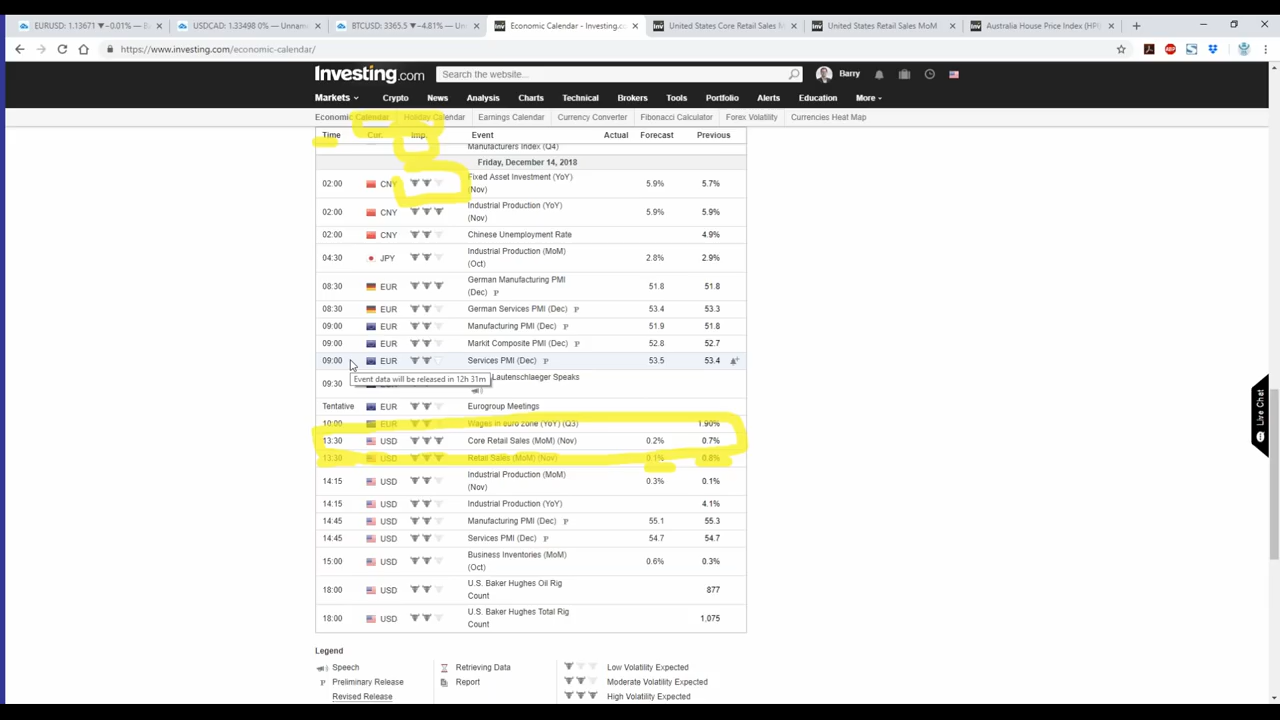 EURUSD: 1.13671 ▼−0.01% — Un
USDCAD: 1.33498 0% — Unnam
BTCUSD: 3365.5 ▼−4.81% — Un
Economic Calendar - Investing.co
United States Core Retail Sales M
United States Retail Sales MoM
Australia House Price Index (HPI
https://www.investing.com/economic-calendar/
Investing.com Search the website... Barry
Markets Crypto News Analysis Charts Technical Brokers Tools Portfolio Alerts Education More
Economic Calendar Holiday Calendar Earnings Calendar Currency Converter Fibonacci Calculator Forex Volatility Currencies Heat Map
Time Cur. Imp. Event Actual Forecast Previous
Manufacturers Index (Q4)
Friday, December 14, 2018
02:00 CNY Fixed Asset Investment (YoY) 5.9% 5.7%
(Nov)
02:00 CNY Industrial Production (YoY) 5.9% 5.9%
(Nov)
02:00 CNY Chinese Unemployment Rate 4.9%
04:30 JPY Industrial Production (MoM) 2.8% 2.9%
(Oct)
08:30 EUR German Manufacturing PMI 51.8 51.8
(Dec) P
08:30 EUR German Services PMI (Dec) P 53.4 53.3
09:00 EUR Manufacturing PMI (Dec) P 51.9 51.8
09:00 EUR Markit Composite PMI (Dec) P 52.8 52.7
09:00 EUR Services PMI (Dec) P 53.5 53.4
Event data will be released in 12h 31m
09:30 Lautenschlaeger Speaks
Tentative EUR Eurogroup Meetings
10:00 EUR Wages in euro zone (YoY) (Q3) 1.90%
13:30 USD Core Retail Sales (MoM) (Nov) 0.2% 0.7%
13:30 USD Retail Sales (MoM) (Nov) 0.1% 0.8%
14:15 USD Industrial Production (MoM) 0.3% 0.1%
(Nov)
14:15 USD Industrial Production (YoY) 4.1%
14:45 USD Manufacturing PMI (Dec) P 55.1 55.3
14:45 USD Services PMI (Dec) P 54.7 54.7
15:00 USD Business Inventories (MoM) 0.6% 0.3%
(Oct)
18:00 USD U.S. Baker Hughes Oil Rig 877
Count
18:00 USD U.S. Baker Hughes Total Rig 1,075
Count
Legend
Speech Retrieving Data Low Volatility Expected
P Preliminary Release Report Moderate Volatility Expected
Revised Release High Volatility Expected
Live Chat